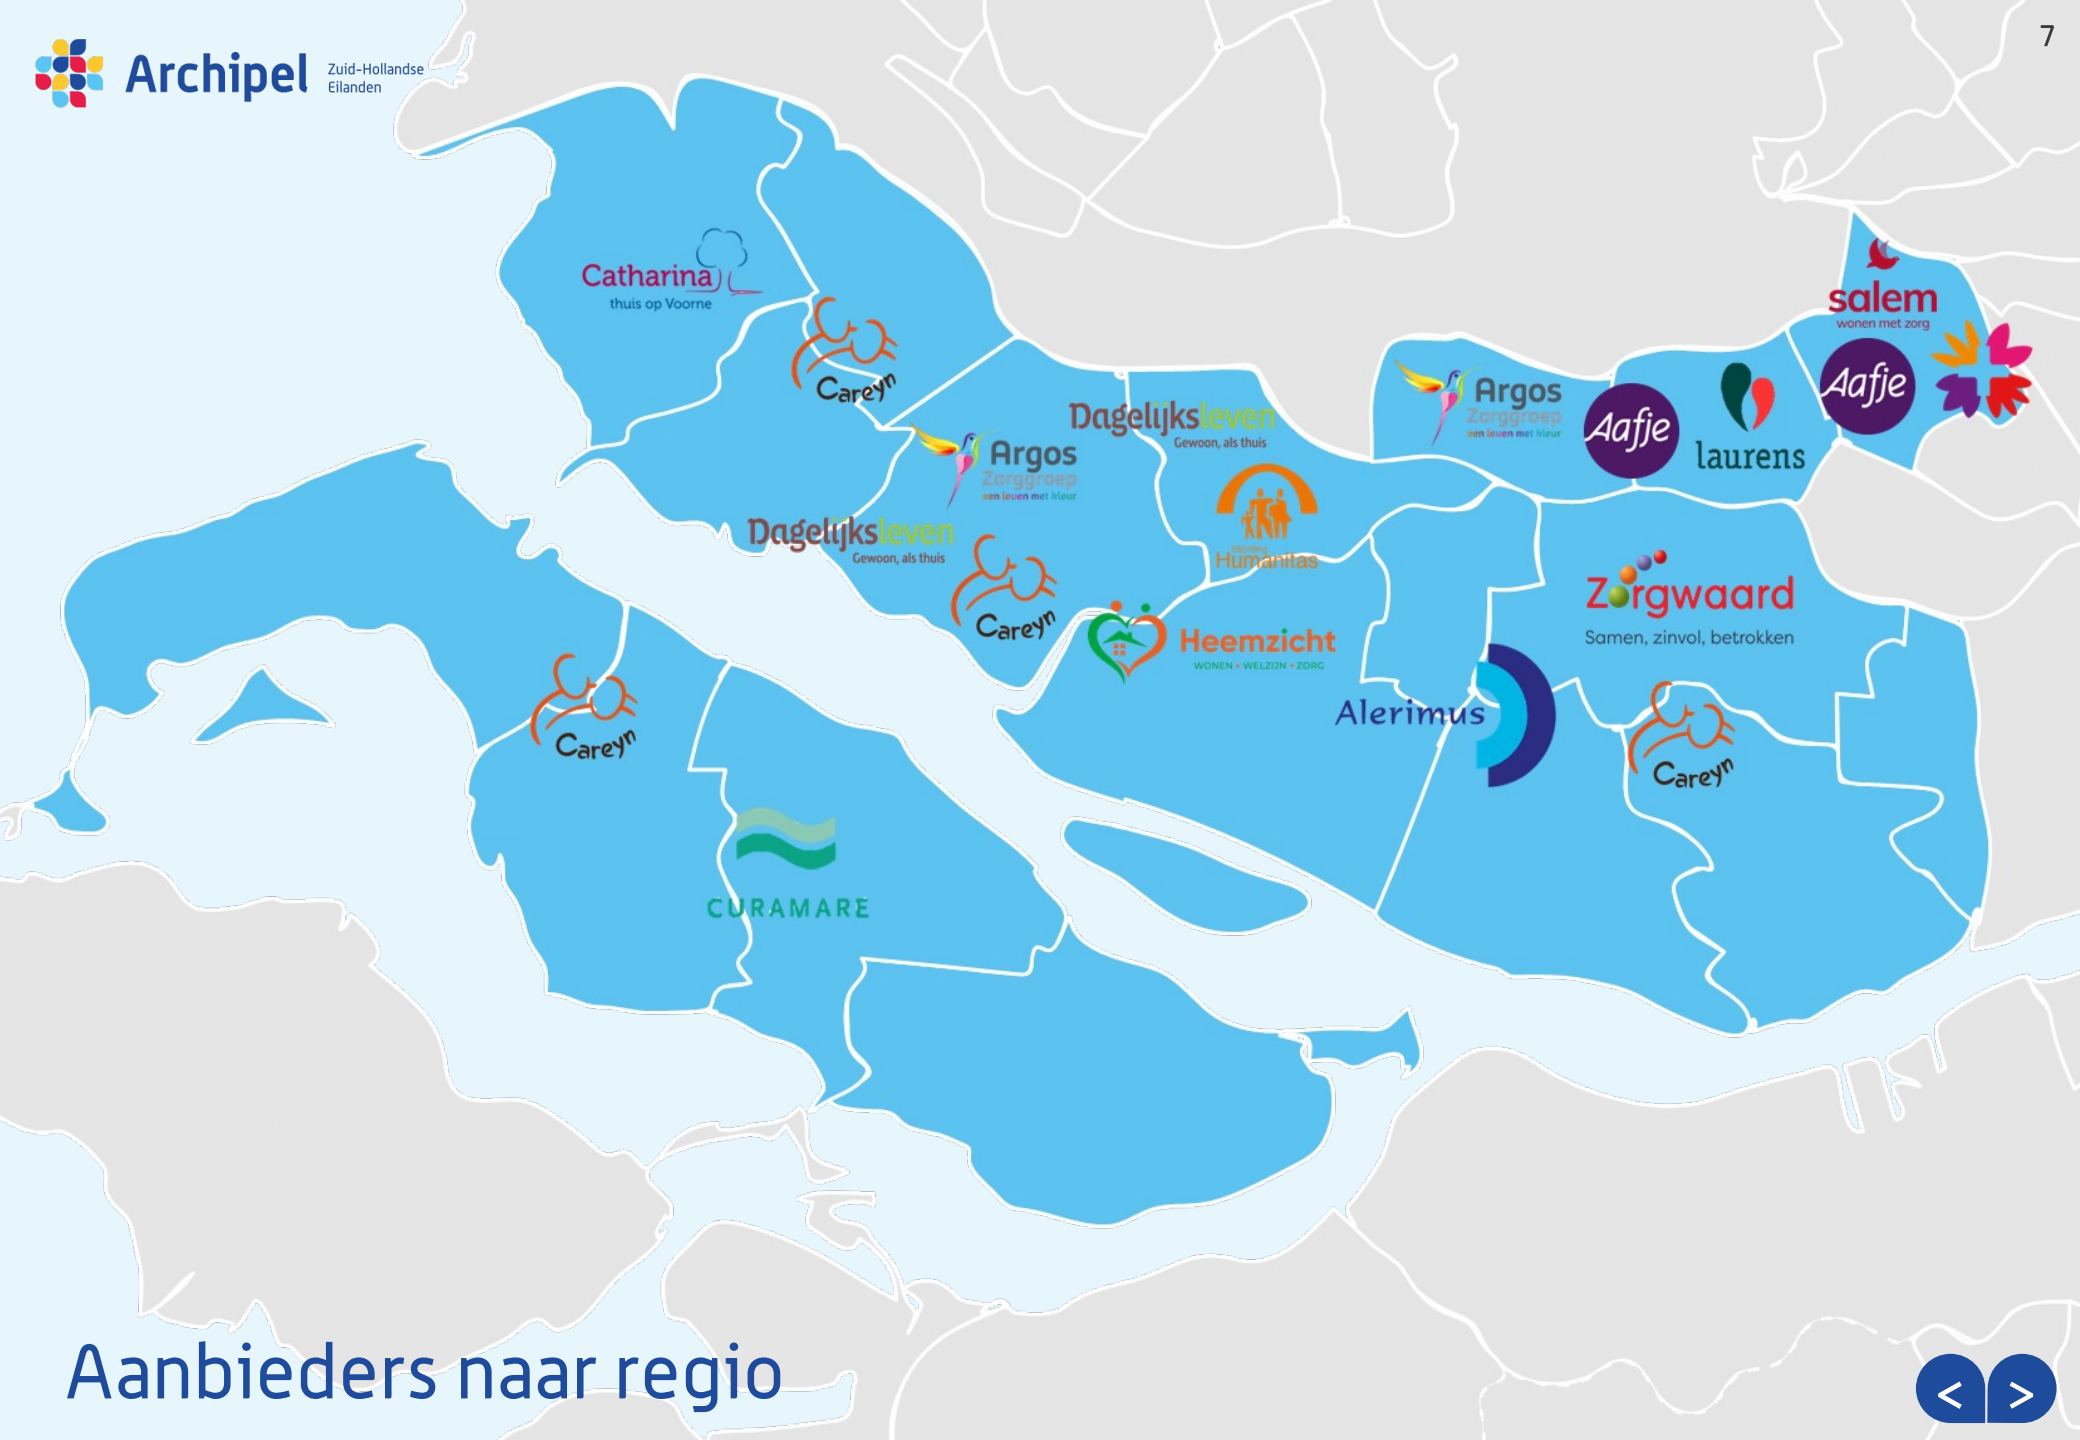 7
Archipel
Zuid-Hollandse
Eilanden
Catharina
thuis op Voorne
Careyn
salem
wonen met zorg
Aafje
Argos
Zorggroep
een leven met kleur
Aafje
laurens
Dagelijksleven
Gewoon, als thuis
Argos
Zorggroep
een leven met kleur
Dagelijksleven
Gewoon, als thuis
Stichting
Humanitas
Careyn
Heemzicht
WONEN • WELZIJN • ZORG
Zorgwaard
Samen, zinvol, betrokken
Alerimus
Careyn
Careyn
CURAMARE
Aanbieders naar regio
< >